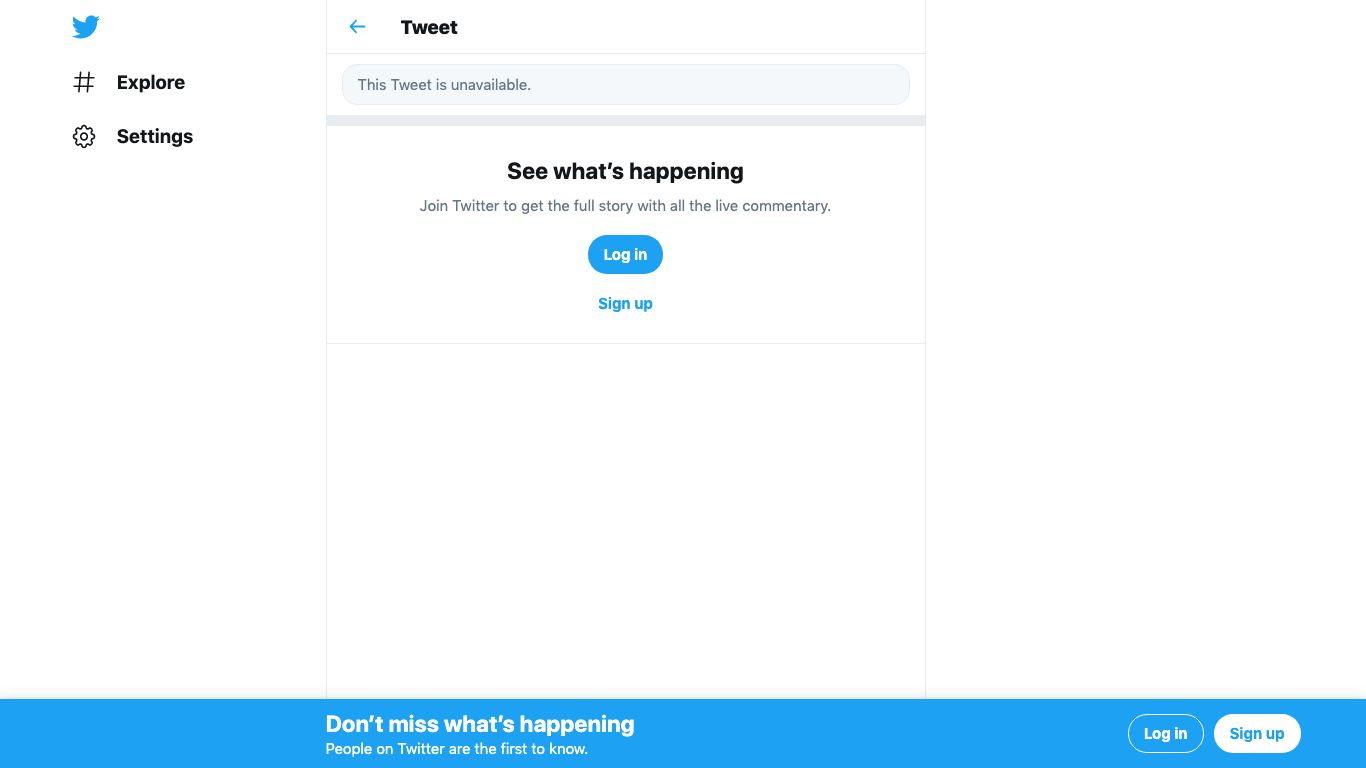 Tweet
Explore
Settings
This Tweet is unavailable.
See what’s happening
Join Twitter to get the full story with all the live commentary.
Log in
Sign up
Don’t miss what’s happening
People on Twitter are the first to know.
Log in
Sign up